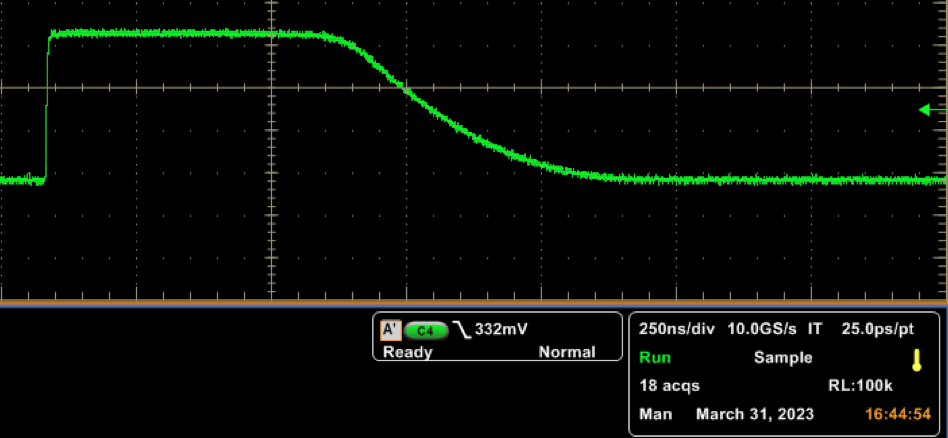 A' C4 332mV
Ready Normal
250ns/div 10.0GS/s IT 25.0ps/pt
Run Sample
18 acqs RL:100k
Man March 31, 2023 16:44:54